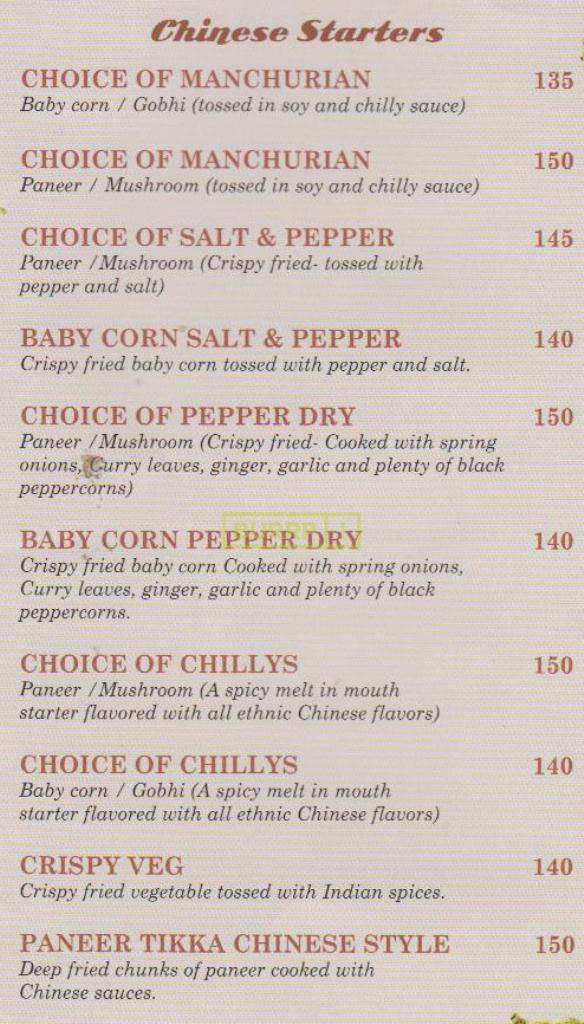 Chinese Starters
CHOICE OF MANCHURIAN 135
Baby corn / Gobhi (tossed in soy and chilly sauce)
CHOICE OF MANCHURIAN 150
Paneer / Mushroom (tossed in soy and chilly sauce)
CHOICE OF SALT & PEPPER 145
Paneer /Mushroom (Crispy fried- tossed with
pepper and salt)
BABY CORN SALT & PEPPER 140
Crispy fried baby corn tossed with pepper and salt.
CHOICE OF PEPPER DRY 150
Paneer /Mushroom (Crispy fried- Cooked with spring
onions, Curry leaves, ginger, garlic and plenty of black
peppercorns)
BABY CORN PEPPER DRY 140
Crispy fried baby corn Cooked with spring onions,
Curry leaves, ginger, garlic and plenty of black
peppercorns.
CHOICE OF CHILLYS 150
Paneer /Mushroom (A spicy melt in mouth
starter flavored with all ethnic Chinese flavors)
CHOICE OF CHILLYS 140
Baby corn / Gobhi (A spicy melt in mouth
starter flavored with all ethnic Chinese flavors)
CRISPY VEG 140
Crispy fried vegetable tossed with Indian spices.
PANEER TIKKA CHINESE STYLE 150
Deep fried chunks of paneer cooked with
Chinese sauces.